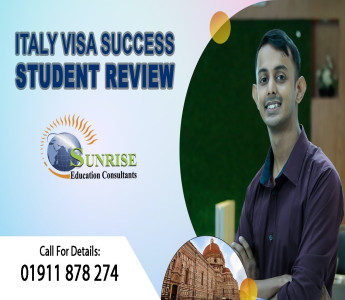 ITALY VISA SUCCESS
STUDENT REVIEW
SUNRISE
Education Consultants
Call For Details:
01911 878 274